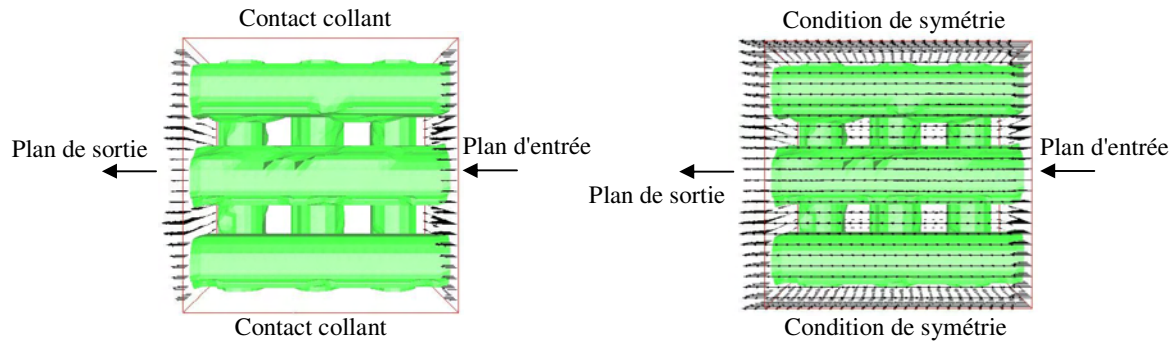 Contact collant
Plan de sortie
Plan d'entrée
Contact collant
Condition de symétrie
Plan d'entrée
Plan de sortie
Condition de symétrie